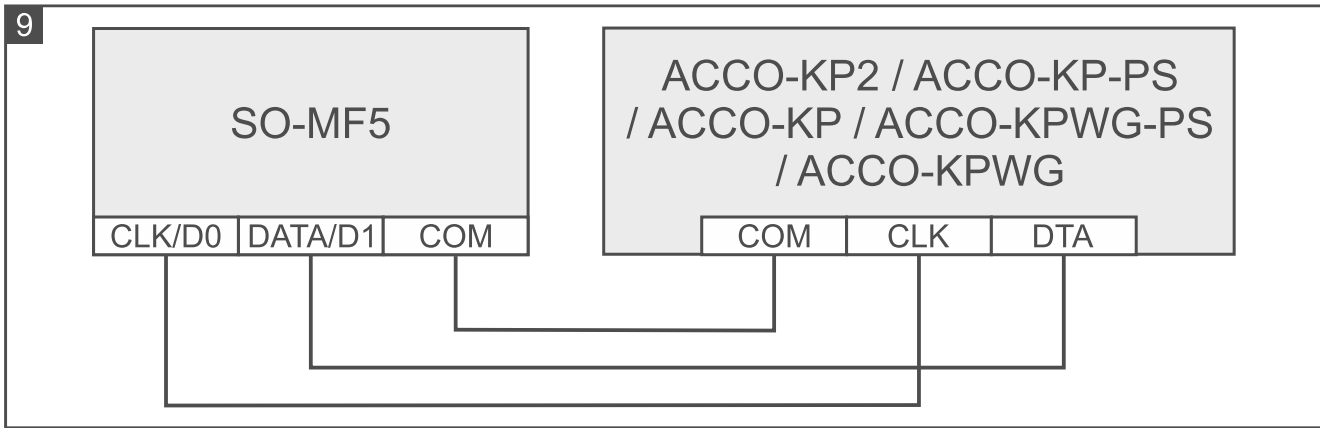 9
SO-MF5
ACCO-KP2 / ACCO-KP-PS
/ ACCO-KP / ACCO-KPWG-PS
/ ACCO-KPWG
CLK/D0 DATA/D1 COM
COM CLK DTA